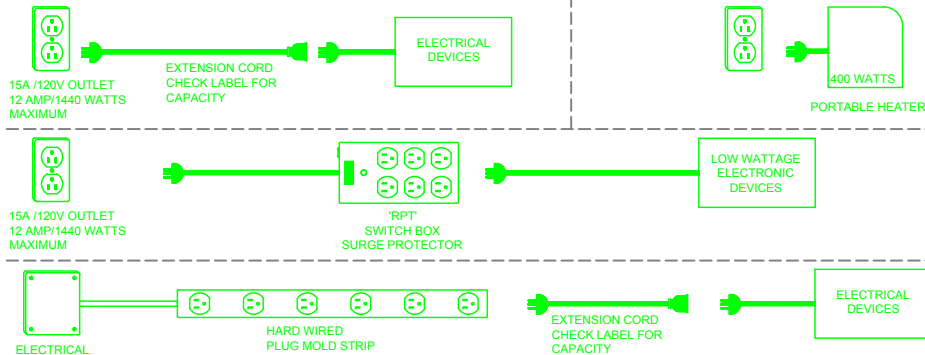 ELECTRICAL
DEVICES
EXTENSION CORD
CHECK LABEL FOR
CAPACITY
15A /120V OUTLET
12 AMP/1440 WATTS
MAXIMUM
400 WATTS
PORTABLE HEATER
LOW WATTAGE
ELECTRONIC
DEVICES
15A /120V OUTLET
12 AMP/1440 WATTS
MAXIMUM
'RPT'
SWITCH BOX
SURGE PROTECTOR
ELECTRICAL
DEVICES
HARD WIRED
PLUG MOLD STRIP
EXTENSION CORD
CHECK LABEL FOR
CAPACITY
ELECTRICAL